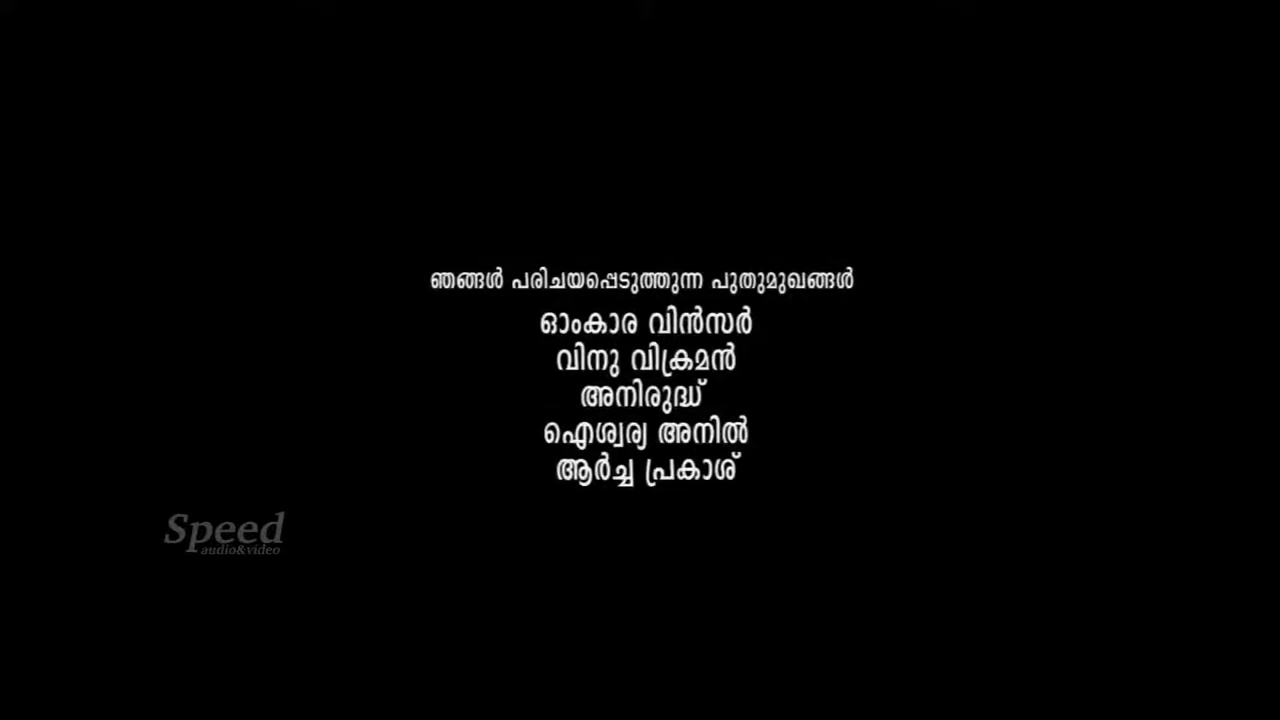 ഞങ്ങൾ പരിചയപ്പെടുത്തുന്ന പുതുമുഖങ്ങൾ
ഓംകാര വിൻസർ
വിനു വിക്രമൻ
അനിരുദ്ധ്
ഐശ്വര്യ അനിൽ
ആർച്ച പ്രകാശ്
Speed
audio&video